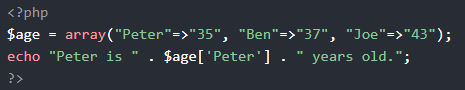 <?php
$age = array("Peter"=>"35", "Ben"=>"37", "Joe"=>"43");
echo "Peter is " . $age['Peter'] . " years old.";
?>